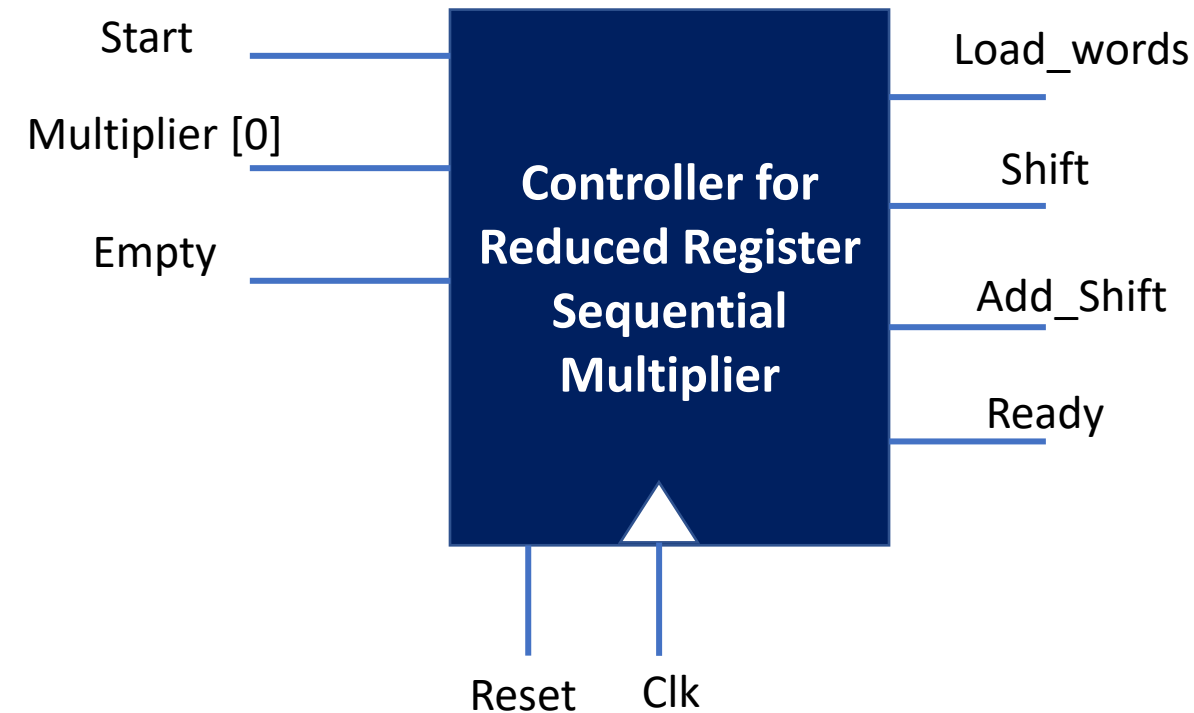 Start
Multiplier [0]
Empty
Controller for
Reduced Register
Sequential
Multiplier
Load_words
Shift
Add_Shift
Ready
Reset
Clk